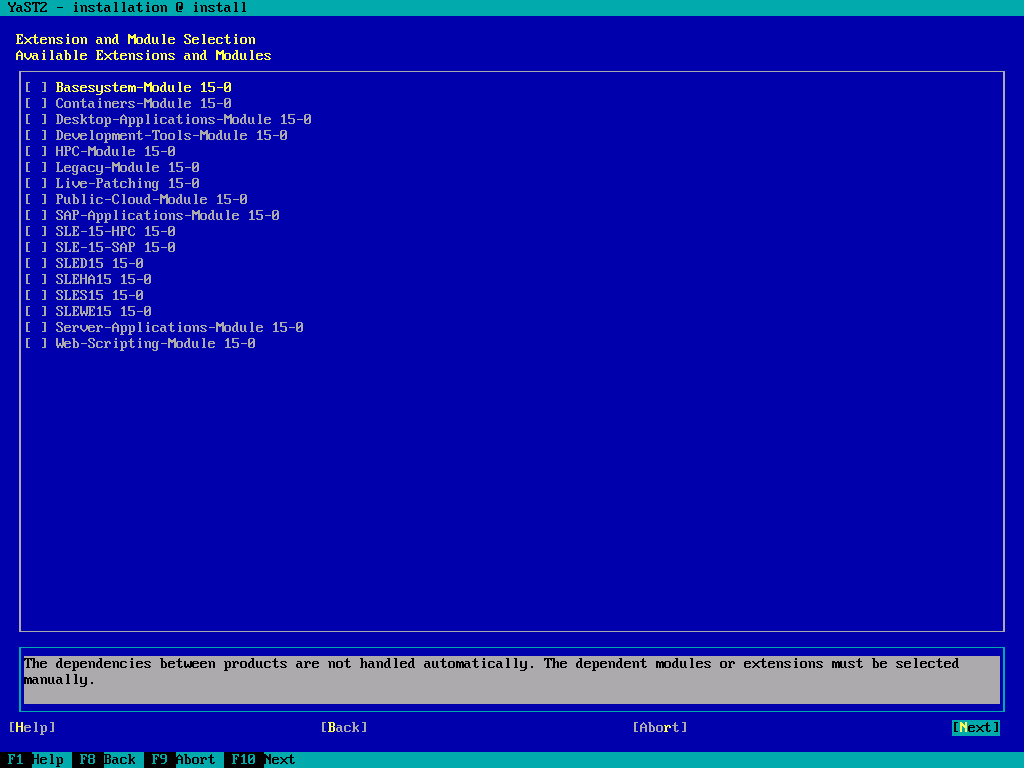 YaST2 - installation @ install
Extension and Module Selection
Available Extensions and Modules
[ ] Basesystem-Module 15-0
[ ] Containers-Module 15-0
[ ] Desktop-Applications-Module 15-0
[ ] Development-Tools-Module 15-0
[ ] HPC-Module 15-0
[ ] Legacy-Module 15-0
[ ] Live-Patching 15-0
[ ] Public-Cloud-Module 15-0
[ ] SAP-Applications-Module 15-0
[ ] SLE-15-HPC 15-0
[ ] SLE-15-SAP 15-0
[ ] SLED15 15-0
[ ] SLEHA15 15-0
[ ] SLES15 15-0
[ ] SLEWE15 15-0
[ ] Server-Applications-Module 15-0
[ ] Web-Scripting-Module 15-0
The dependencies between products are not handled automatically. The dependent modules or extensions must be selected
manually.
[Help] [Back] [Abort] [Next]
F1 Help F8 Back F9 Abort F10 Next